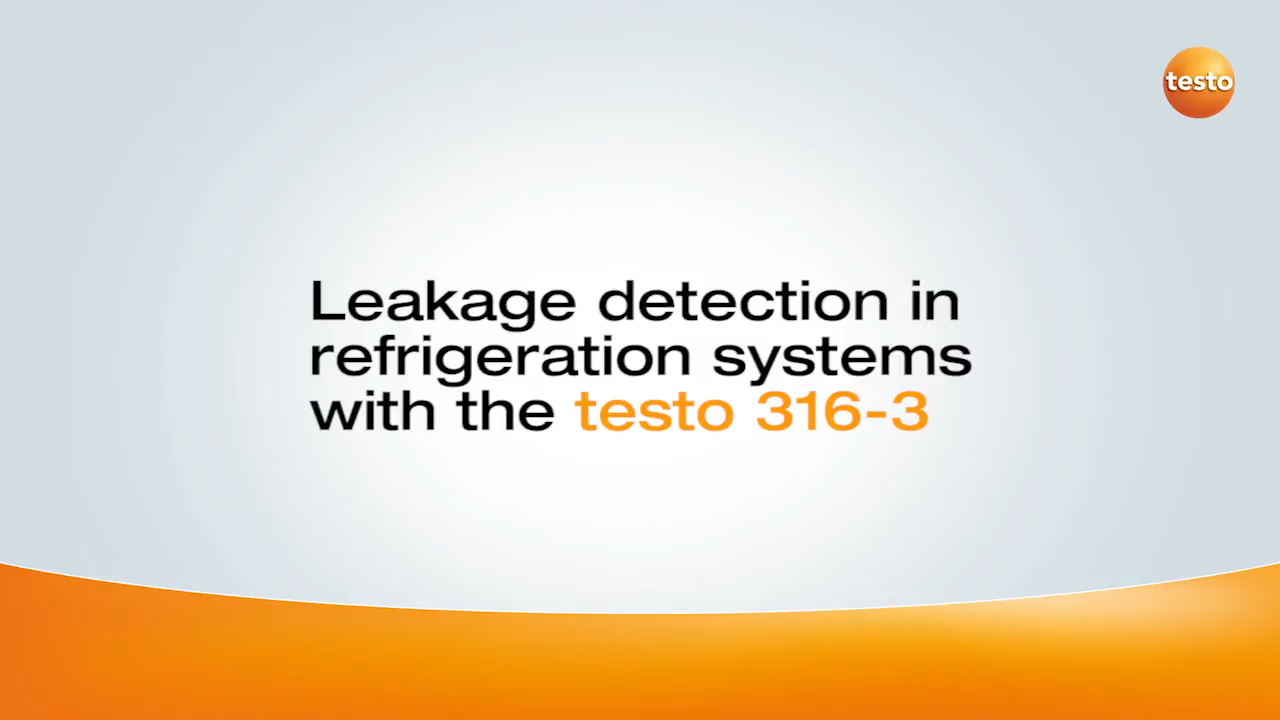 testo
Leakage detection in
refrigeration systems
with the testo 316-3